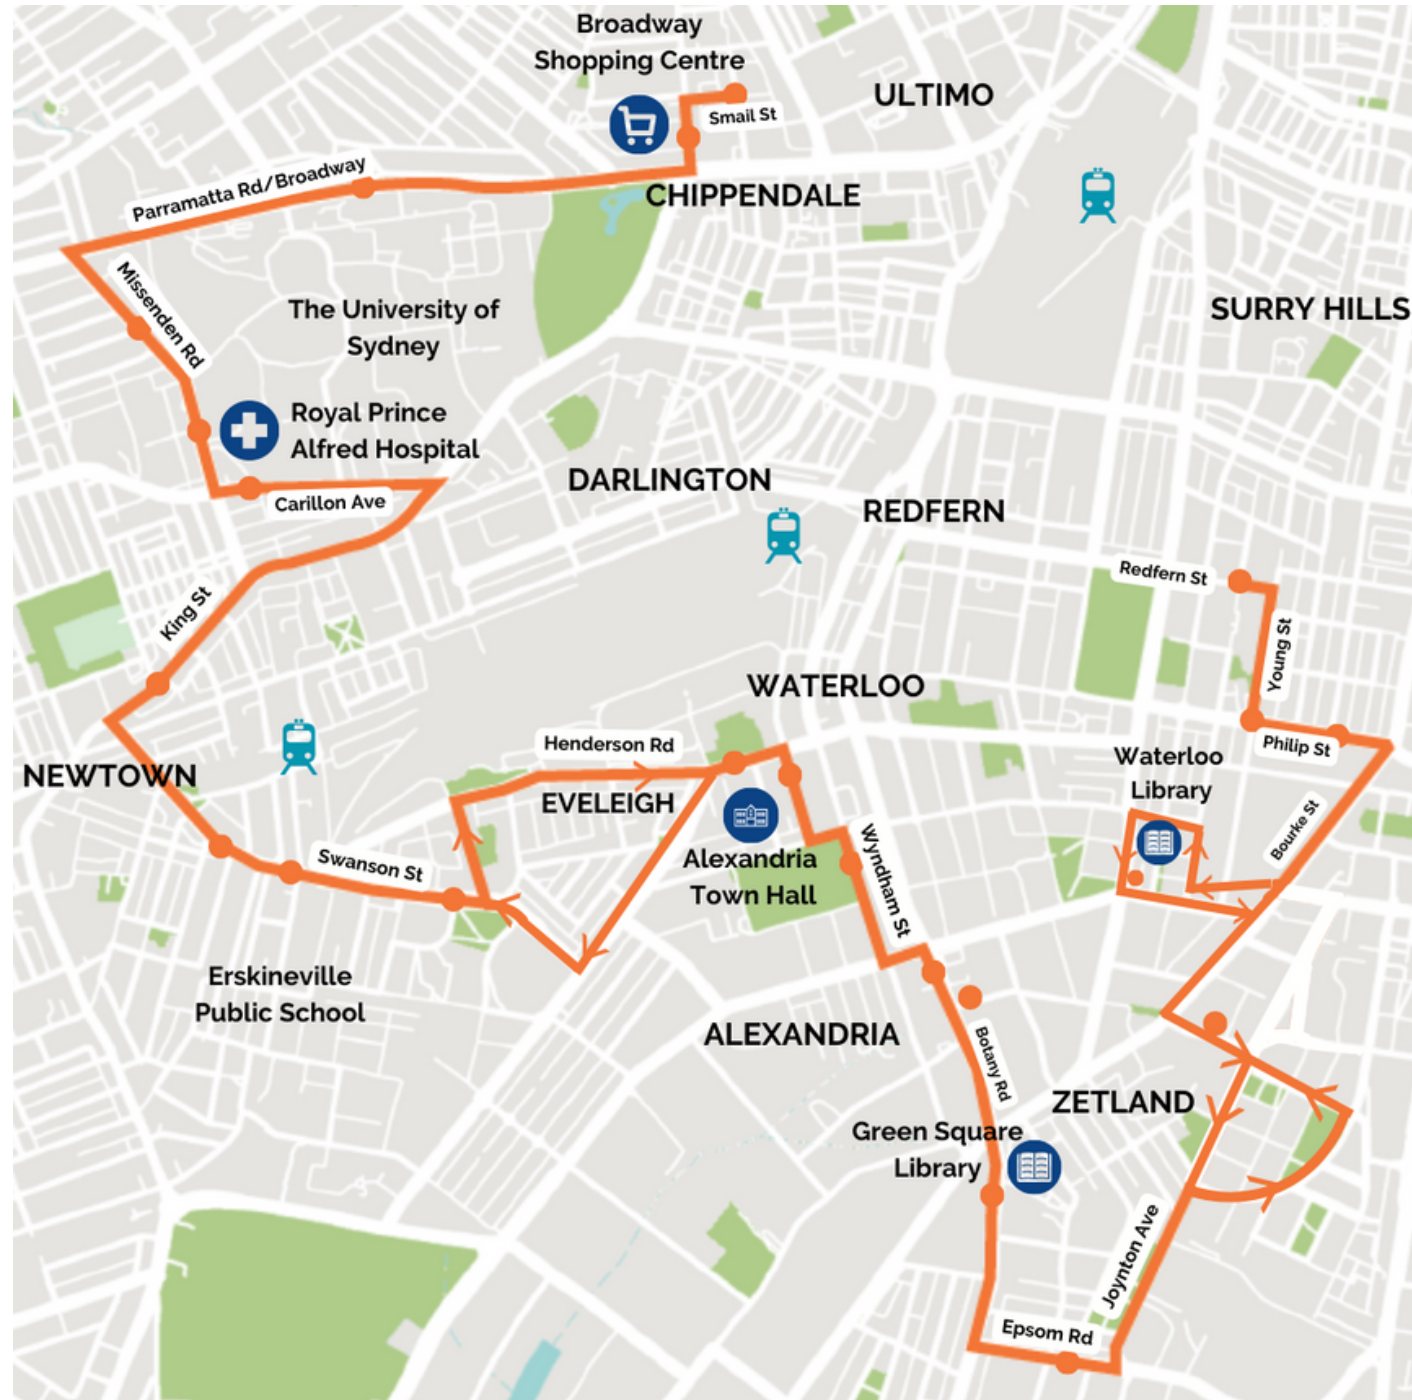 Broadway
Shopping Centre
ULTIMO
Smail St
Parramatta Rd/Broadway
CHIPPENDALE
Missenden Rd
The University of
Sydney
SURRY HILLS
Royal Prince
Alfred Hospital
Carillon Ave
DARLINGTON
REDFERN
Redfern St
King St
Young St
WATERLOO
Henderson Rd
Philip St
NEWTOWN
Waterloo
Library
EVELEIGH
Bourke St
Swanson St
Alexandria
Town Hall
Wyndham St
Erskineville
Public School
ALEXANDRIA
Botany Rd
ZETLAND
Green Square
Library
Joynton Ave
Epsom Rd